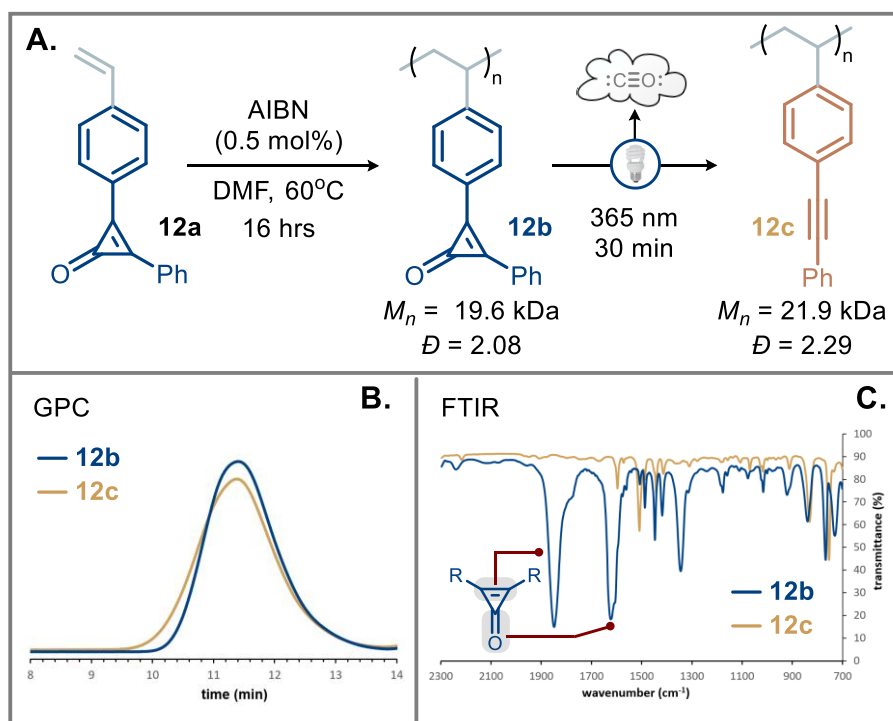 A.
AIBN
(0.5 mol%)
DMF, 60°C
16 hrs
12a
O
Ph
( )n
12b
O
Ph
Mn = 19.6 kDa
Đ = 2.08
:C≡O:
365 nm
30 min
( )n
12c
Ph
Mn = 21.9 kDa
Đ = 2.29
GPC
B.
12b
12c
8 9 10 11 12 13 14
time (min)
FTIR
C.
R R
O
12b
12c
100
90
80
70
60
50
40
30
20
10
0
transmittance (%)
2300 2100 1900 1700 1500 1300 1100 900 700
wavenumber (cm⁻¹)